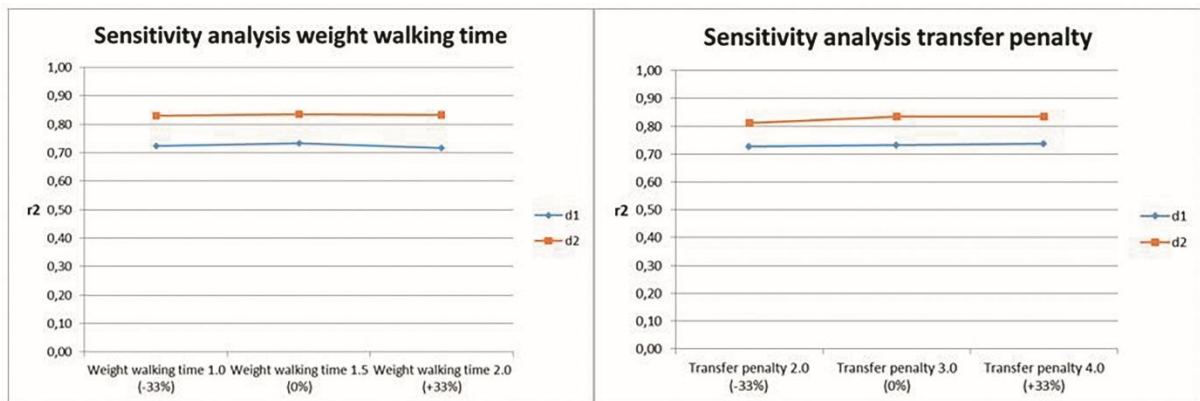 Sensitivity analysis weight walking time
1,00
0,90
0,80
0,70
0,60
r2 0,50
0,40
0,30
0,20
0,10
0,00
d1
d2
Weight walking time 1.0 Weight walking time 1.5 Weight walking time 2.0
(-33%) (0%) (+33%)
Sensitivity analysis transfer penalty
1,00
0,90
0,80
0,70
0,60
r2 0,50
0,40
0,30
0,20
0,10
0,00
d1
d2
Transfer penalty 2.0 Transfer penalty 3.0 Transfer penalty 4.0
(-33%) (0%) (+33%)